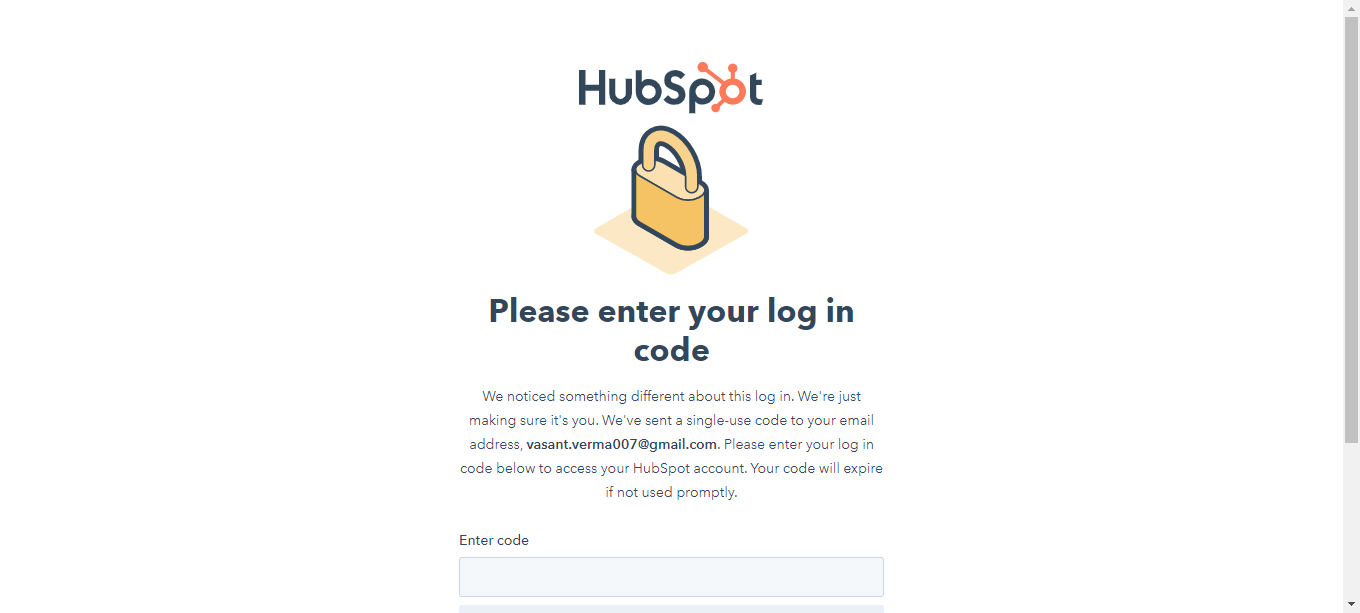 HubSpot
Please enter your log in
code
We noticed something different about this log in. We're just
making sure it's you. We've sent a single-use code to your email
address, vasant.verma007@gmail.com. Please enter your log in
code below to access your HubSpot account. Your code will expire
if not used promptly.
Enter code